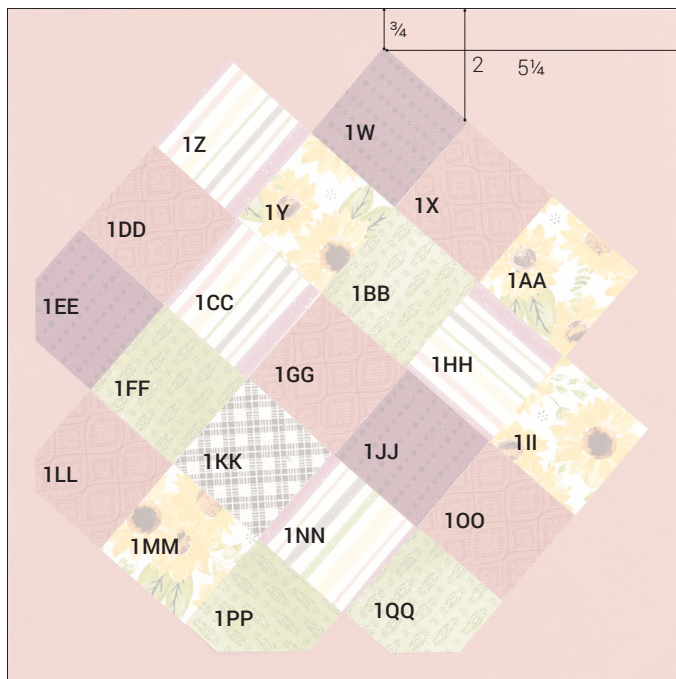 ¾
2
5¼
1W
1Z
1X
1Y
1DD
1AA
1BB
1CC
1EE
1HH
1GG
1FF
1II
1JJ
1KK
1LL
1OO
1NN
1MM
1PP
1QQ